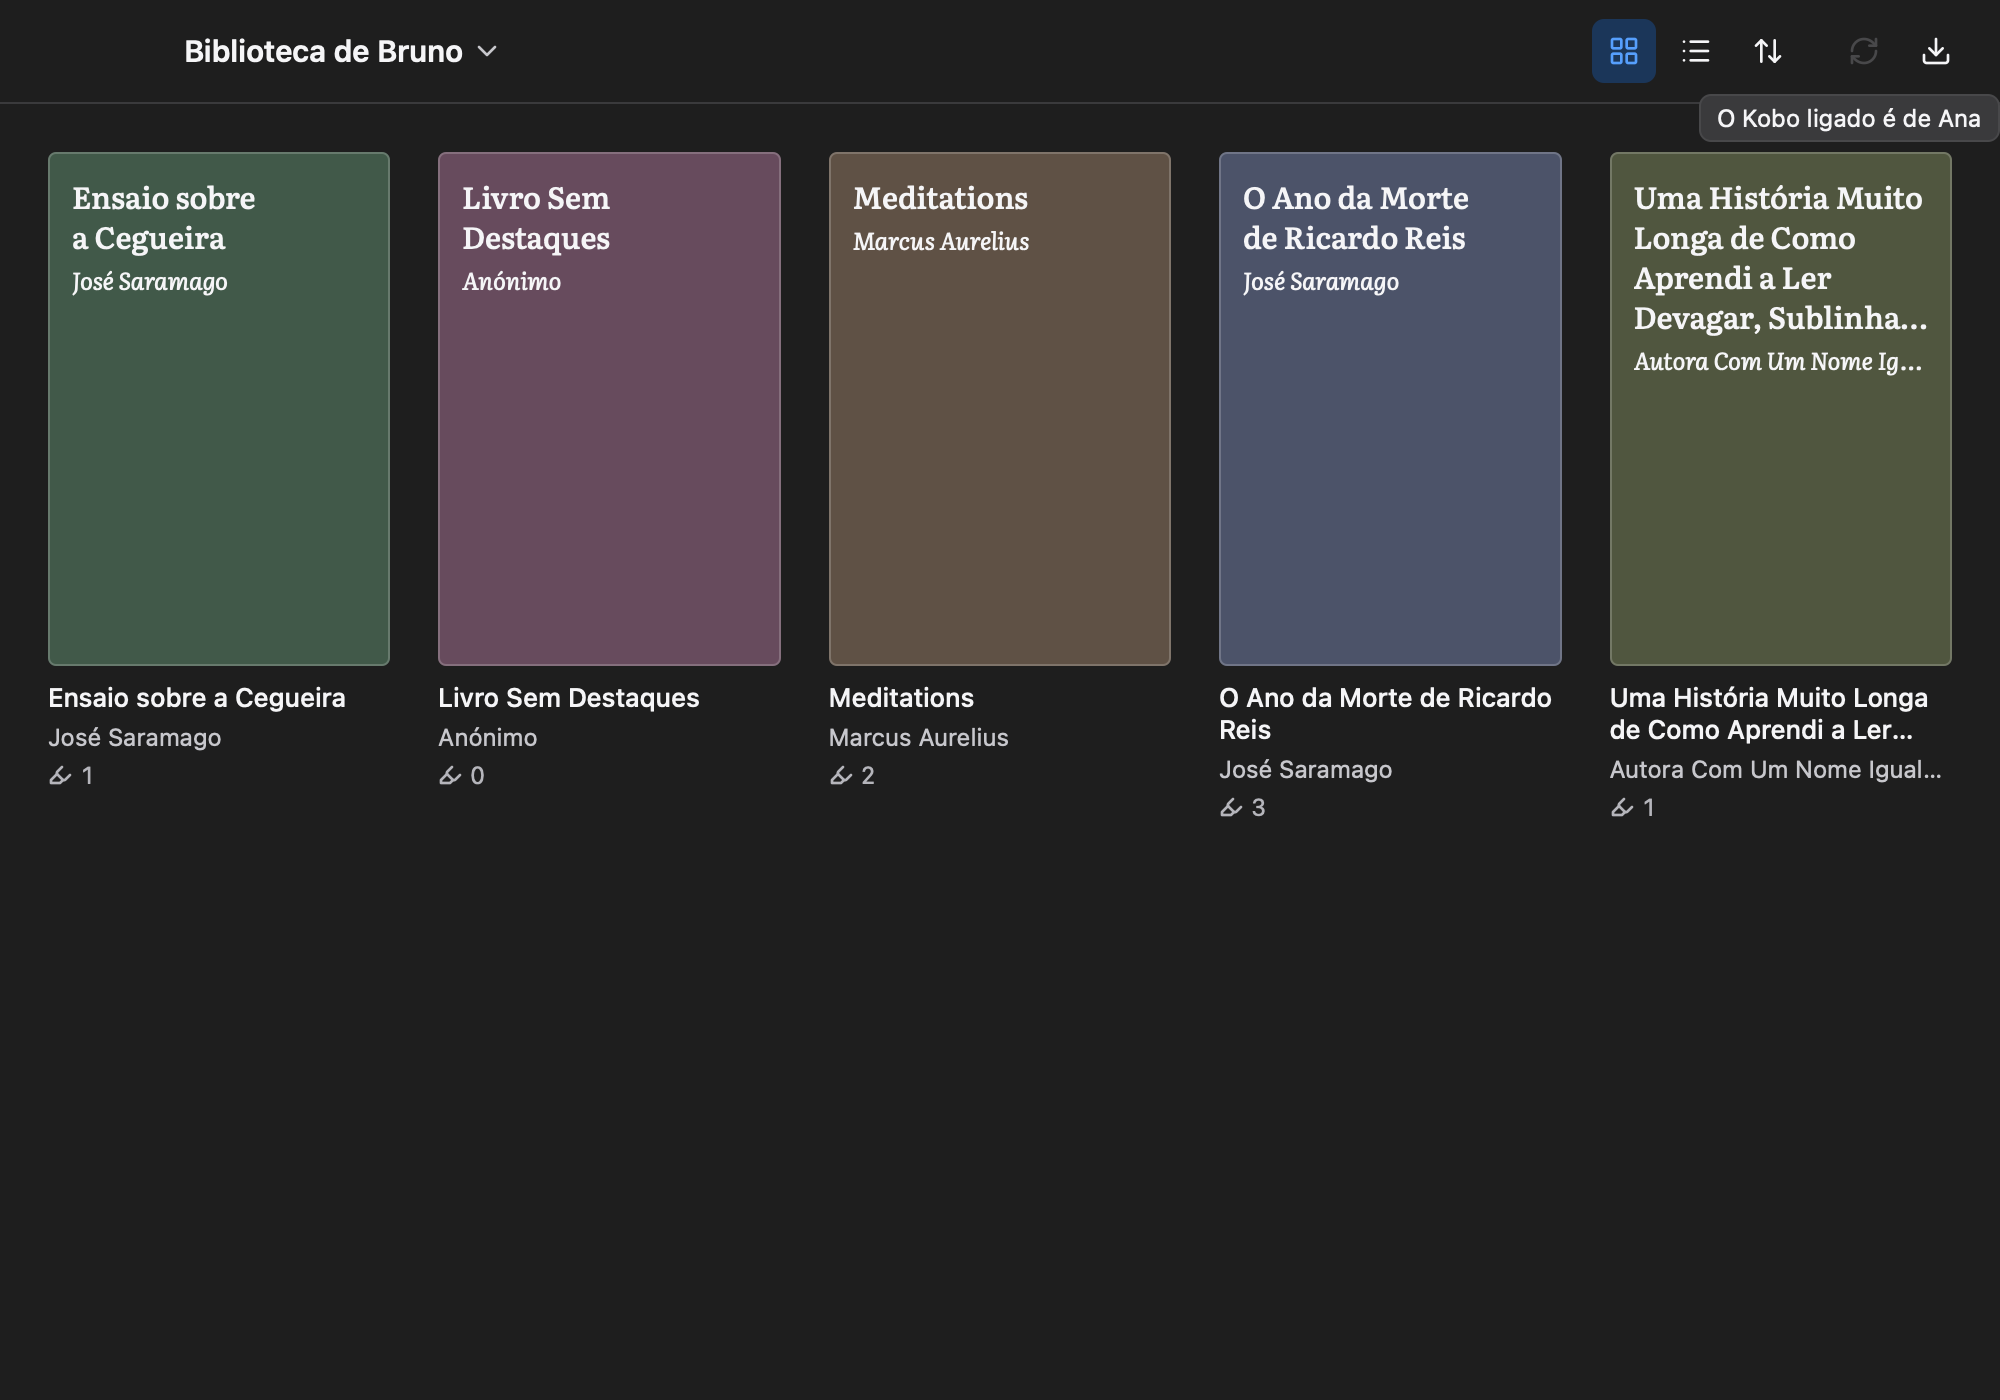 Biblioteca de Bruno
O Kobo ligado é de Ana
Ensaio sobre
a Cegueira
José Saramago
Livro Sem
Destaques
Anónimo
Meditations
Marcus Aurelius
O Ano da Morte
de Ricardo Reis
José Saramago
Uma História Muito
Longa de Como
Aprendi a Ler
Devagar, Sublinha...
Autora Com Um Nome Ig...
Ensaio sobre a Cegueira
José Saramago
1
Livro Sem Destaques
Anónimo
0
Meditations
Marcus Aurelius
2
O Ano da Morte de Ricardo
Reis
José Saramago
3
Uma História Muito Longa
de Como Aprendi a Ler...
Autora Com Um Nome Igual...
1